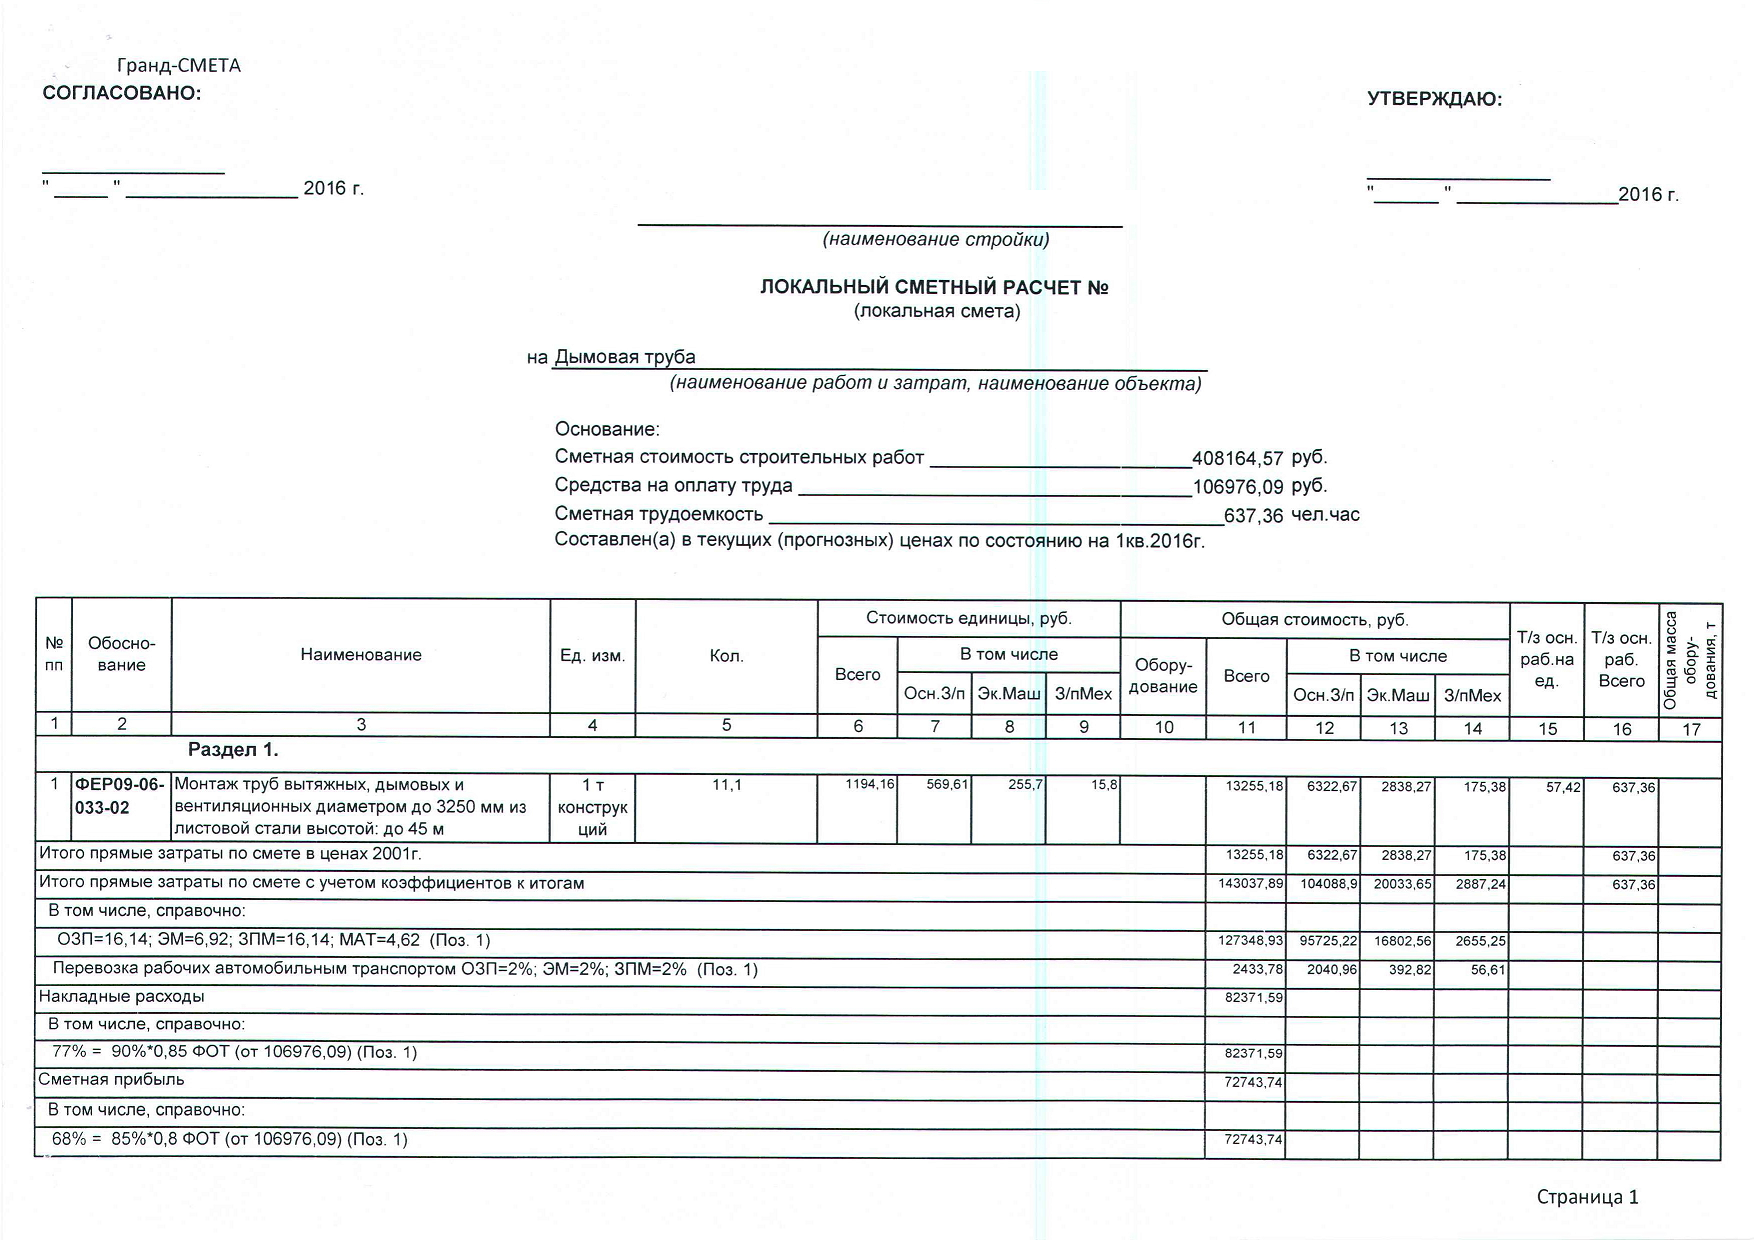 Гранд-СМЕТА
СОГЛАСОВАНО:
УТВЕРЖДАЮ:
" _____ " ________________ 2016 г.
"______ " _______________2016 г.
(наименование стройки)
ЛОКАЛЬНЫЙ СМЕТНЫЙ РАСЧЕТ №
(локальная смета)
на Дымовая труба
(наименование работ и затрат, наименование объекта)
Основание:
Сметная стоимость строительных работ ________________________408164,57 руб.
Средства на оплату труда ____________________________________106976,09 руб.
Сметная трудоемкость __________________________________________637,36 чел.час
Составлен(а) в текущих (прогнозных) ценах по состоянию на 1кв.2016г.
№ пп Обосно-вание Наименование Ед. изм. Кол. Стоимость единицы, руб. Общая стоимость, руб. Т/з осн. раб.на ед. Т/з осн. раб. Всего Общая масса обору-дования, т
Всего В том числе Обору-дование Всего В том числе
Осн.З/п Эк.Маш З/пМех Осн.З/п Эк.Маш З/пМех
1 2 3 4 5 6 7 8 9 10 11 12 13 14 15 16 17
Раздел 1.
1 ФЕР09-06- Монтаж труб вытяжных, дымовых и 1 т 11,1 1194,16 569,61 255,7 15,8 13255,18 6322,67 2838,27 175,38 57,42 637,36
033-02 вентиляционных диаметром до 3250 мм из конструк
листовой стали высотой: до 45 м ций
Итого прямые затраты по смете в ценах 2001г. 13255,18 6322,67 2838,27 175,38 637,36
Итого прямые затраты по смете с учетом коэффициентов к итогам 143037,89 104088,9 20033,65 2887,24 637,36
В том числе, справочно:
ОЗП=16,14; ЭМ=6,92; ЗПМ=16,14; МАТ=4,62 (Поз. 1) 127348,93 95725,22 16802,56 2655,25
Перевозка рабочих автомобильным транспортом ОЗП=2%; ЭМ=2%; ЗПМ=2% (Поз. 1) 2433,78 2040,96 392,82 56,61
Накладные расходы 82371,59
В том числе, справочно:
77% = 90%*0,85 ФОТ (от 106976,09) (Поз. 1) 82371,59
Сметная прибыль 72743,74
В том числе, справочно:
68% = 85%*0,8 ФОТ (от 106976,09) (Поз. 1) 72743,74
Страница 1